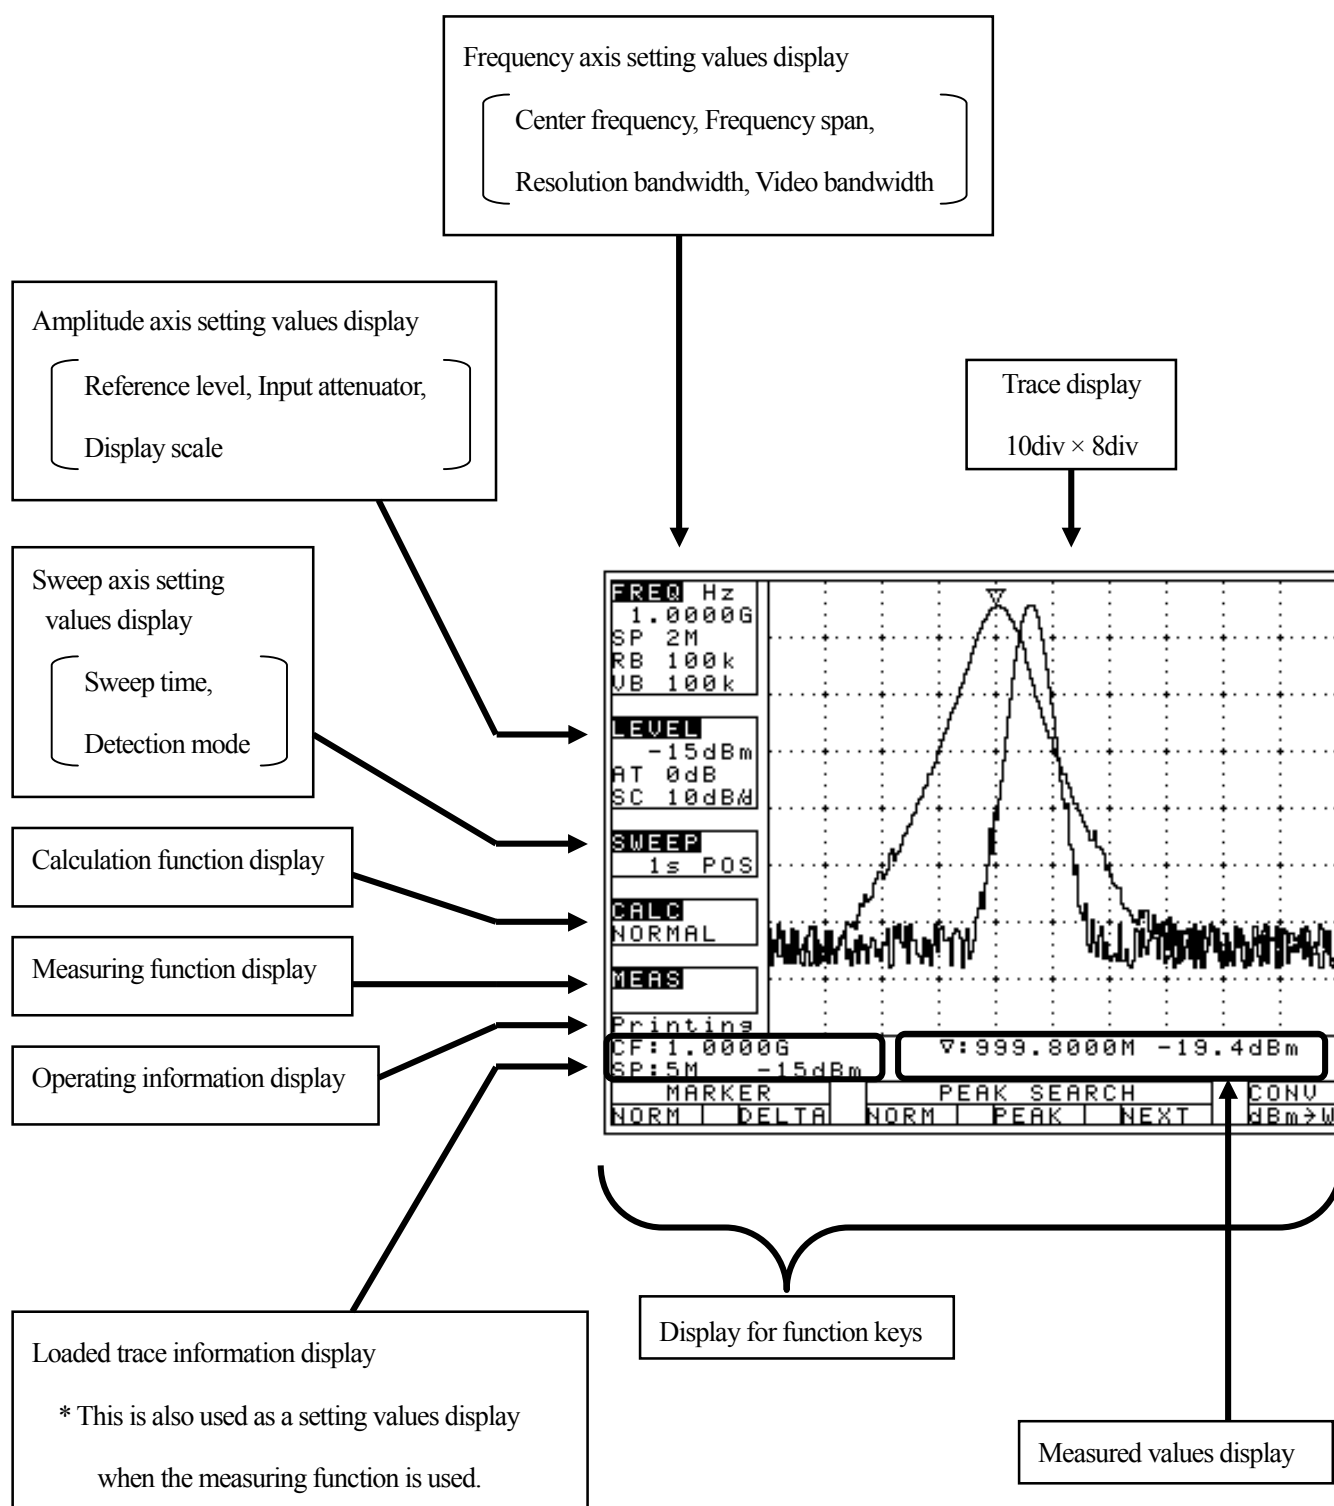 Frequency axis setting values display
Center frequency, Frequency span,
Resolution bandwidth, Video bandwidth
Amplitude axis setting values display
Reference level, Input attenuator,
Display scale
Trace display
10div × 8div
Sweep axis setting
values display
Sweep time,
Detection mode
Calculation function display
Measuring function display
Operating information display
Loaded trace information display
* This is also used as a setting values display
when the measuring function is used.
FREQ Hz
1.0000G
SP 2M
RB 100k
VB 100k
LEVEL
-15dBm
AT 0dB
SC 10dB/d
SWEEP
1s POS
CALC
NORMAL
MEAS
Printing
CF:1.0000G
SP:5M -15dBm
▽:999.8000M -19.4dBm
MARKER PEAK SEARCH CONV
NORM DELTA NORM PEAK NEXT dBm→W
Display for function keys
Measured values display